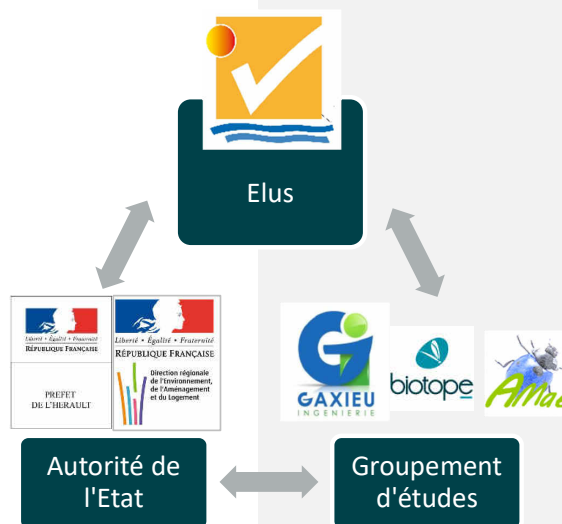 Elus
Liberté • Égalité • Fraternité
RÉPUBLIQUE FRANÇAISE
PREFET
DE L'HERAULT
Liberté • Égalité • Fraternité
RÉPUBLIQUE FRANÇAISE
Direction régionale
de l'Environnement,
de l'Aménagement
et du Logement
GAXIEU
INGENIERIE
biotope
Autorité de
l'Etat
Groupement
d'études